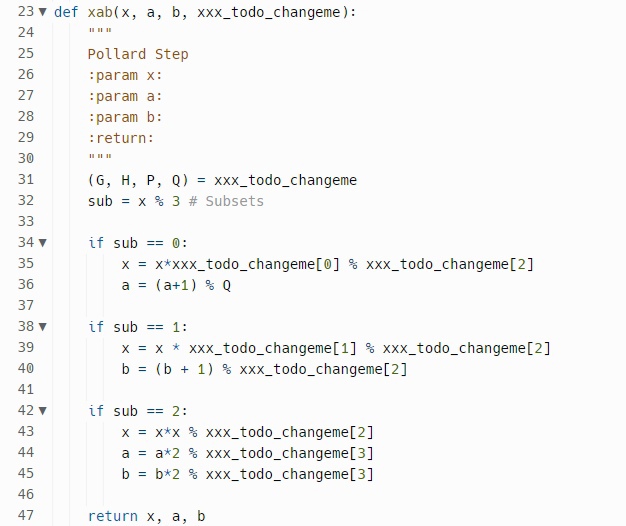 23 def xab(x, a, b, xxx_todo_changeme):
24     """
25     Pollard Step
26     :param x:
27     :param a:
28     :param b:
29     :return:
30     """
31     (G, H, P, Q) = xxx_todo_changeme
32     sub = x % 3 # Subsets
33
34     if sub == 0:
35         x = x*xxx_todo_changeme[0] % xxx_todo_changeme[2]
36         a = (a+1) % Q
37
38     if sub == 1:
39         x = x * xxx_todo_changeme[1] % xxx_todo_changeme[2]
40         b = (b + 1) % xxx_todo_changeme[2]
41
42     if sub == 2:
43         x = x*x % xxx_todo_changeme[2]
44         a = a*2 % xxx_todo_changeme[3]
45         b = b*2 % xxx_todo_changeme[3]
46
47     return x, a, b